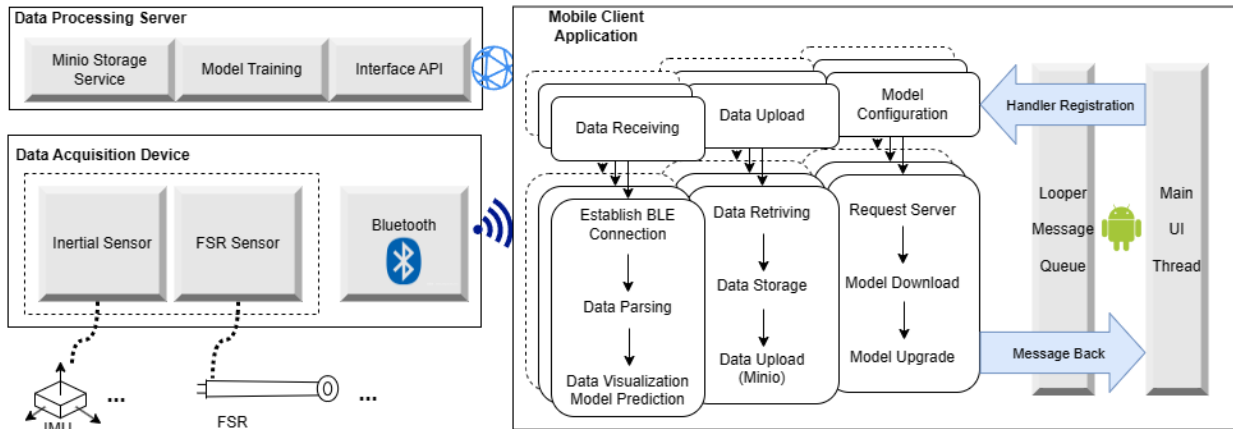 Data Processing Server
Minio Storage
Service
Model Training
Interface API
Data Acquisition Device
Inertial Sensor
FSR Sensor
Bluetooth
...
...
IMU
FSR
Mobile Client
Application
Data Receiving
Data Upload
Model
Configuration
Establish BLE
Connection
Data Parsing
Data Visualization
Model Prediction
Data Retriving
Data Storage
Data Upload
(Minio)
Request Server
Model Download
Model Upgrade
Handler Registration
Looper
Message
Queue
Main
UI
Thread
Message Back